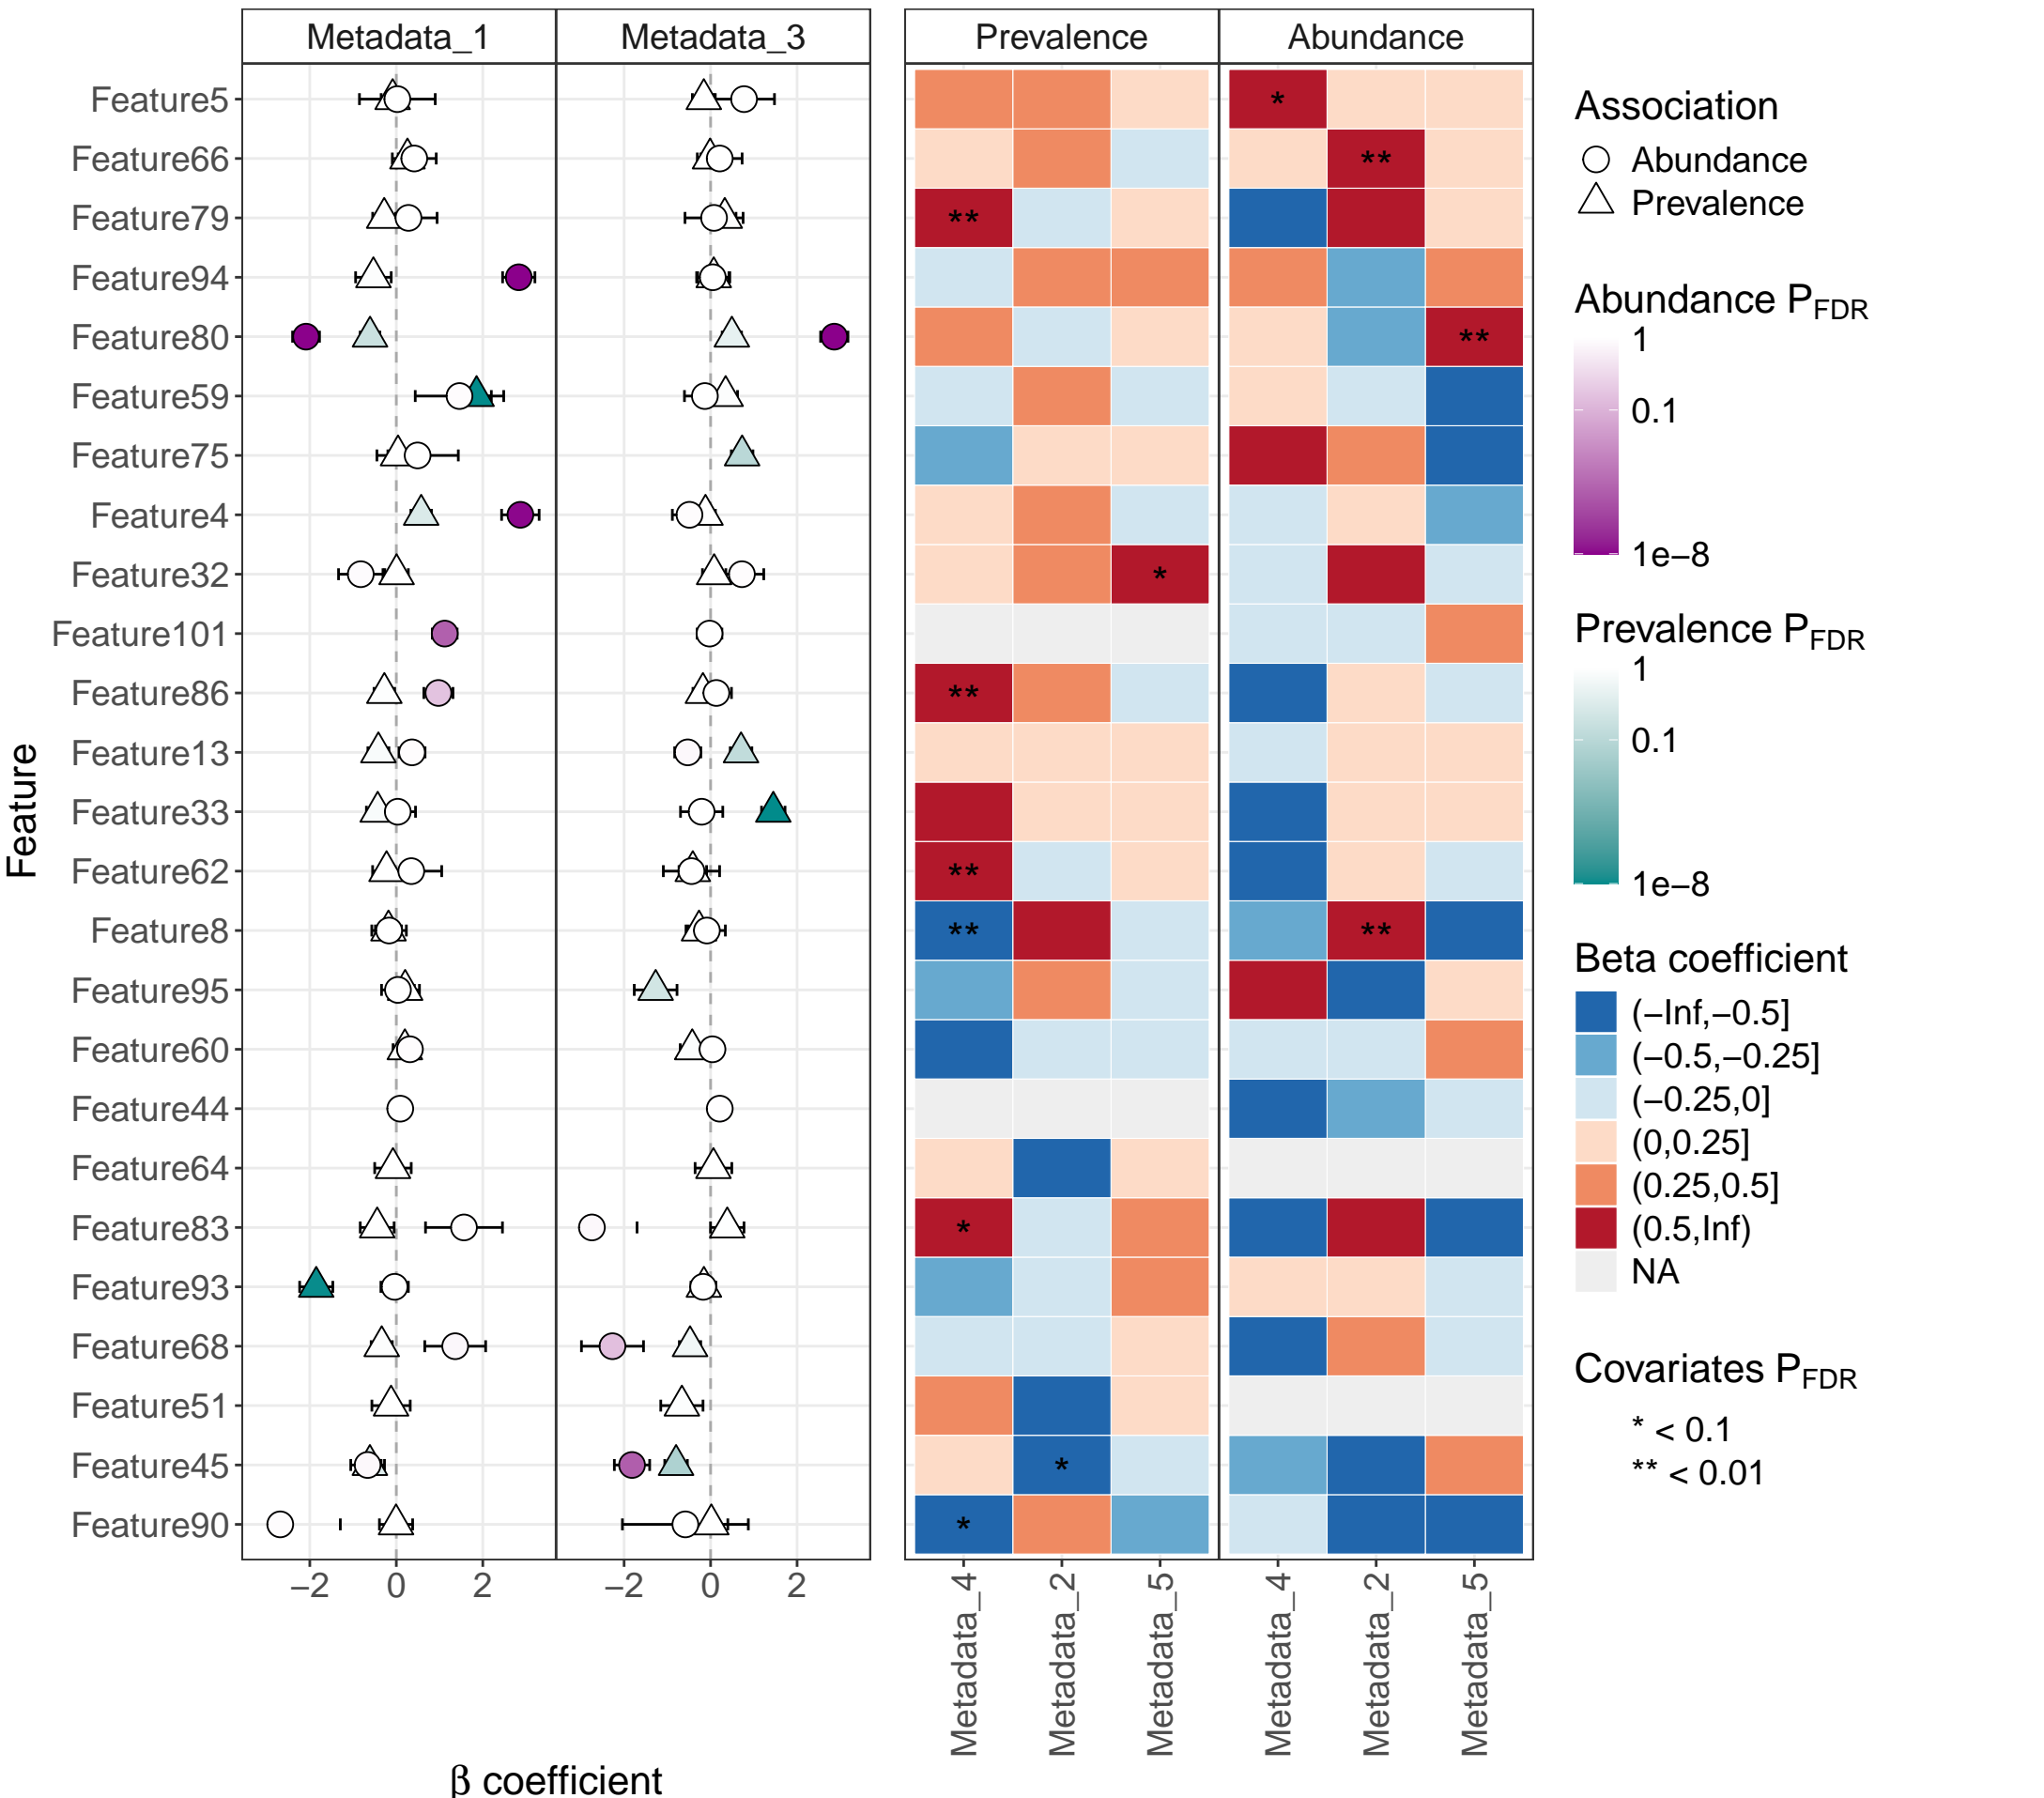 Metadata_1 Metadata_3 Prevalence Abundance
Feature
Feature5
Feature66
Feature79
Feature94
Feature80
Feature59
Feature75
Feature4
Feature32
Feature101
Feature86
Feature13
Feature33
Feature62
Feature8
Feature95
Feature60
Feature44
Feature64
Feature83
Feature93
Feature68
Feature51
Feature45
Feature90
*
**
**
**
*
**
**
** **
*
*
*
−2 0 2 −2 0 2
β coefficient
Metadata_4 Metadata_2 Metadata_5 Metadata_4 Metadata_2 Metadata_5
Association
Abundance
Prevalence
Abundance PFDR
1
0.1
1e−8
Prevalence PFDR
1
0.1
1e−8
Beta coefficient
(−Inf,−0.5]
(−0.5,−0.25]
(−0.25,0]
(0,0.25]
(0.25,0.5]
(0.5,Inf)
NA
Covariates PFDR
* < 0.1
** < 0.01